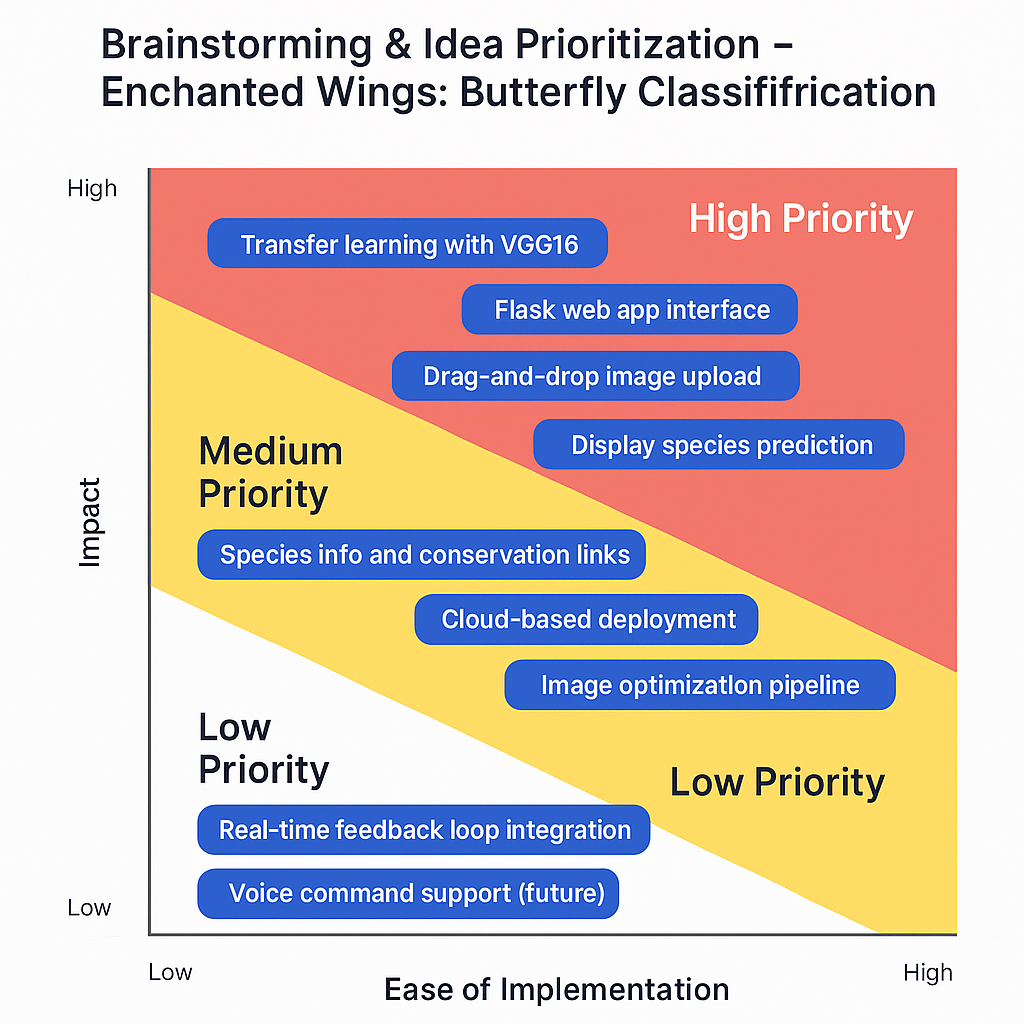 Brainstorming & Idea Prioritization –
Enchanted Wings: Butterfly Classififrication
High
High Priority
Transfer learning with VGG16
Flask web app interface
Drag-and-drop image upload
Display species prediction
Medium
Priority
Impact
Species info and conservation links
Cloud-based deployment
Image optimizatlon pipeline
Low
Priority
Low Priority
Real-time feedback loop integration
Voice command support (future)
Low
Low
High
Ease of Implementation